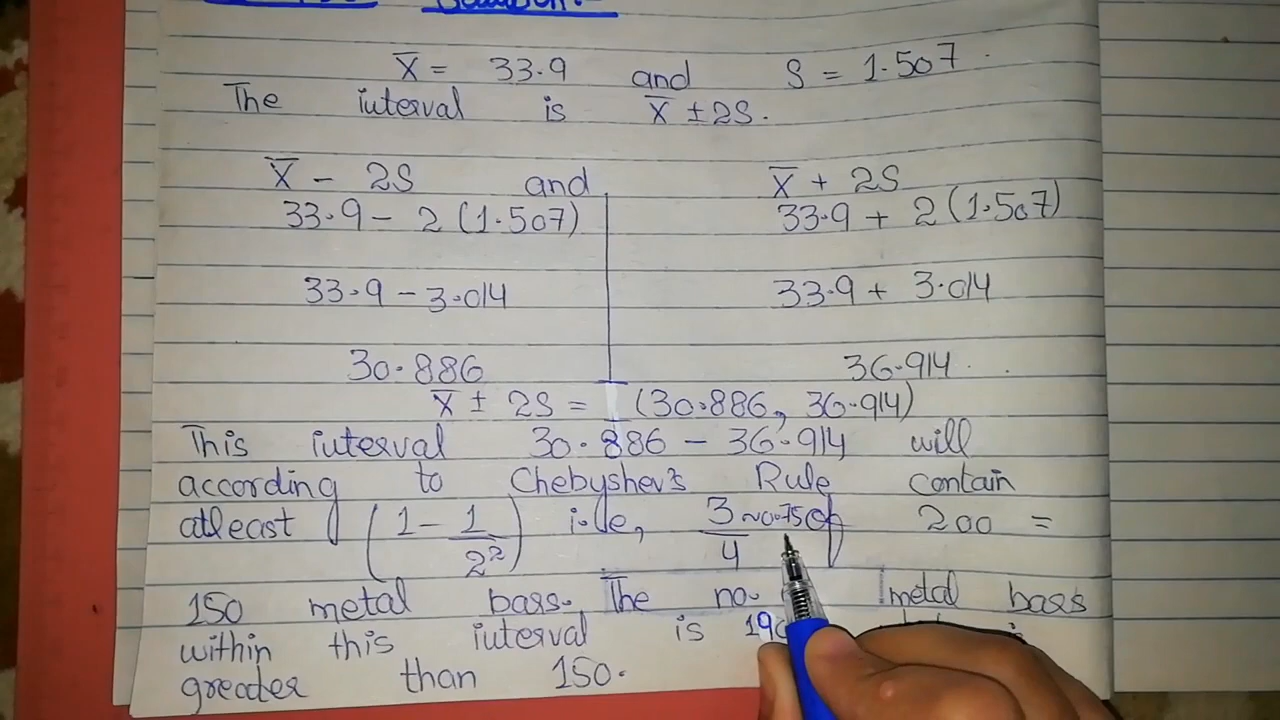 X̄ = 33.9 and S = 1.507.
The interval is X̄ ± 2S.
X̄ - 2S and X̄ + 2S
33.9 - 2(1.507) 33.9 + 2(1.507)
33.9 - 3.014 33.9 + 3.014
30.886 36.914.
X̄ ± 2S = (30.886, 36.914)
This interval 30.886 - 36.914 will
according to Chebyshev's Rule contain
atleast (1 - 1/2²) i.e, 3/4 ~0.75 of 200 =
150 metal bars. The no. metal bars
within this interval is
greater than 150.